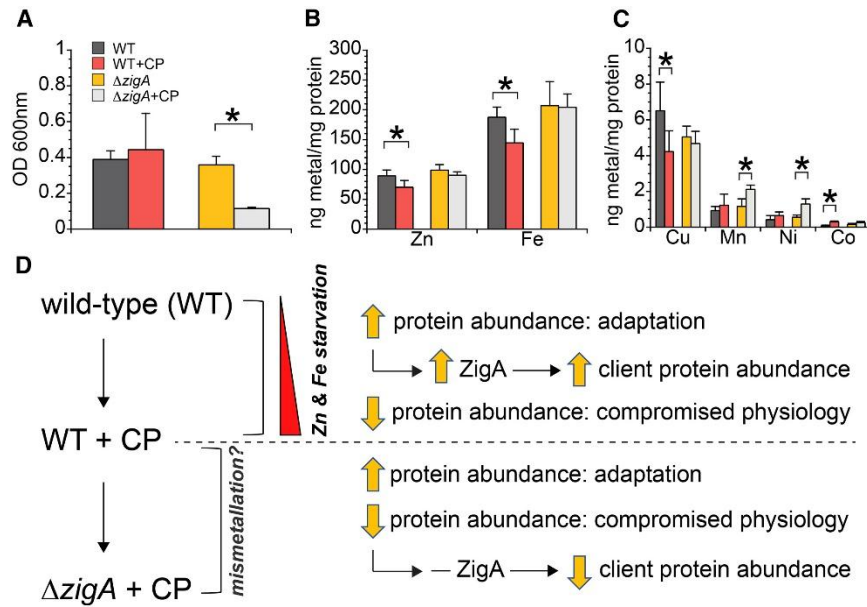 A
WT
WT+CP
ΔzigA
ΔzigA+CP
OD 600nm
1
0.8
0.6
0.4
0.2
0
*
B
ng metal/mg protein
300
250
200
150
100
50
0
*
*
Zn
Fe
C
ng metal/mg protein
8
6
4
2
0
*
*
*
*
Cu
Mn
Ni
Co
D
wild-type (WT)
WT + CP
ΔzigA + CP
Zn & Fe starvation
mismetallation?
protein abundance: adaptation
ZigA
client protein abundance
protein abundance: compromised physiology
protein abundance: adaptation
protein abundance: compromised physiology
— ZigA
client protein abundance